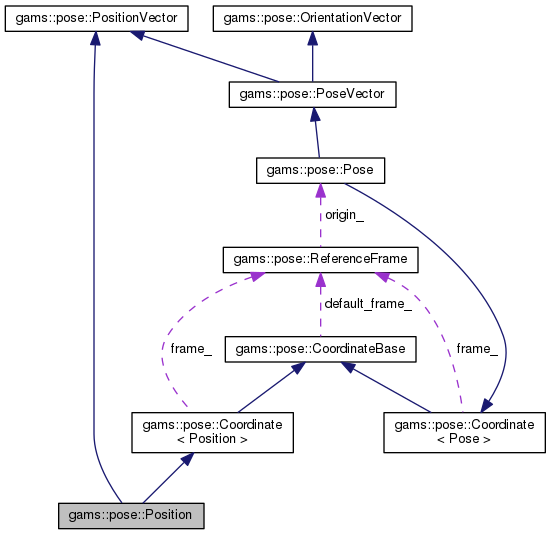 gams::pose::PositionVector
gams::pose::OrientationVector
gams::pose::PoseVector
gams::pose::Pose
origin_
gams::pose::ReferenceFrame
default_frame_
frame_
frame_
gams::pose::CoordinateBase
gams::pose::Coordinate
< Position >
gams::pose::Coordinate
< Pose >
gams::pose::Position